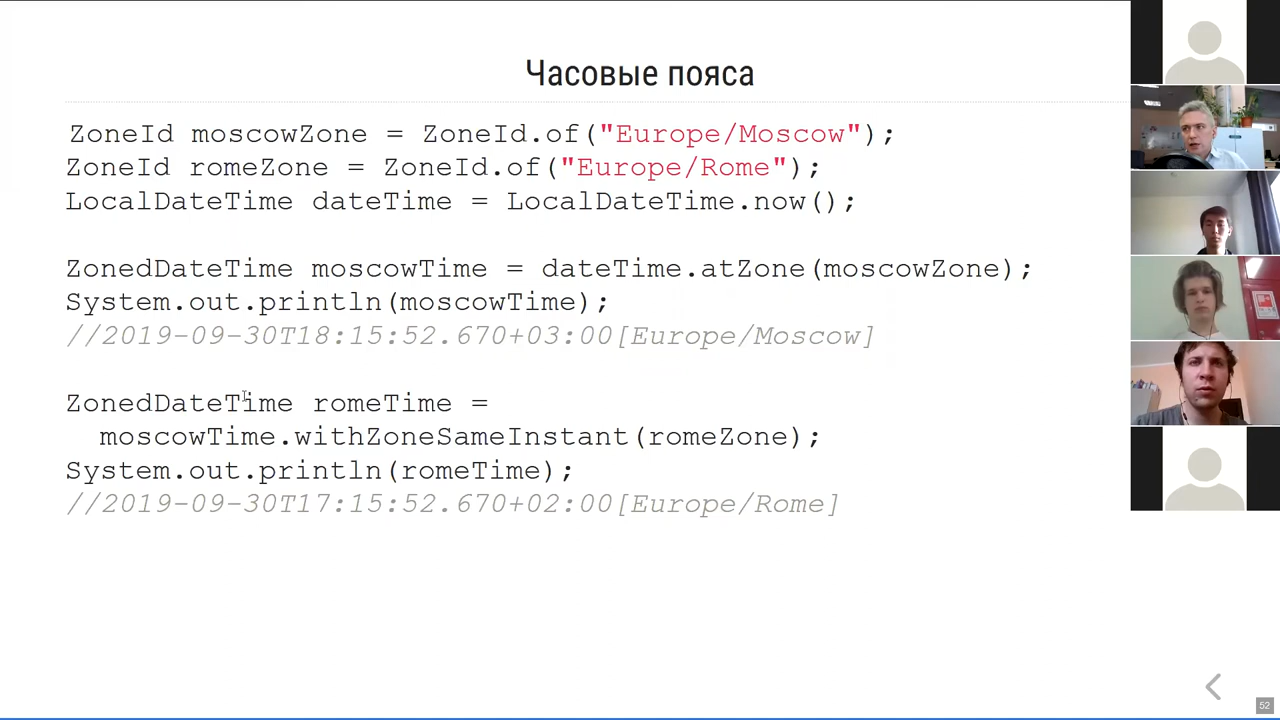 Часовые пояса
ZoneId moscowZone = ZoneId.of("Europe/Moscow");
ZoneId romeZone = ZoneId.of("Europe/Rome");
LocalDateTime dateTime = LocalDateTime.now();
ZonedDateTime moscowTime = dateTime.atZone(moscowZone);
System.out.println(moscowTime);
//2019-09-30T18:15:52.670+03:00[Europe/Moscow]
ZonedDateTime romeTime =
moscowTime.withZoneSameInstant(romeZone);
System.out.println(romeTime);
//2019-09-30T17:15:52.670+02:00[Europe/Rome]
52